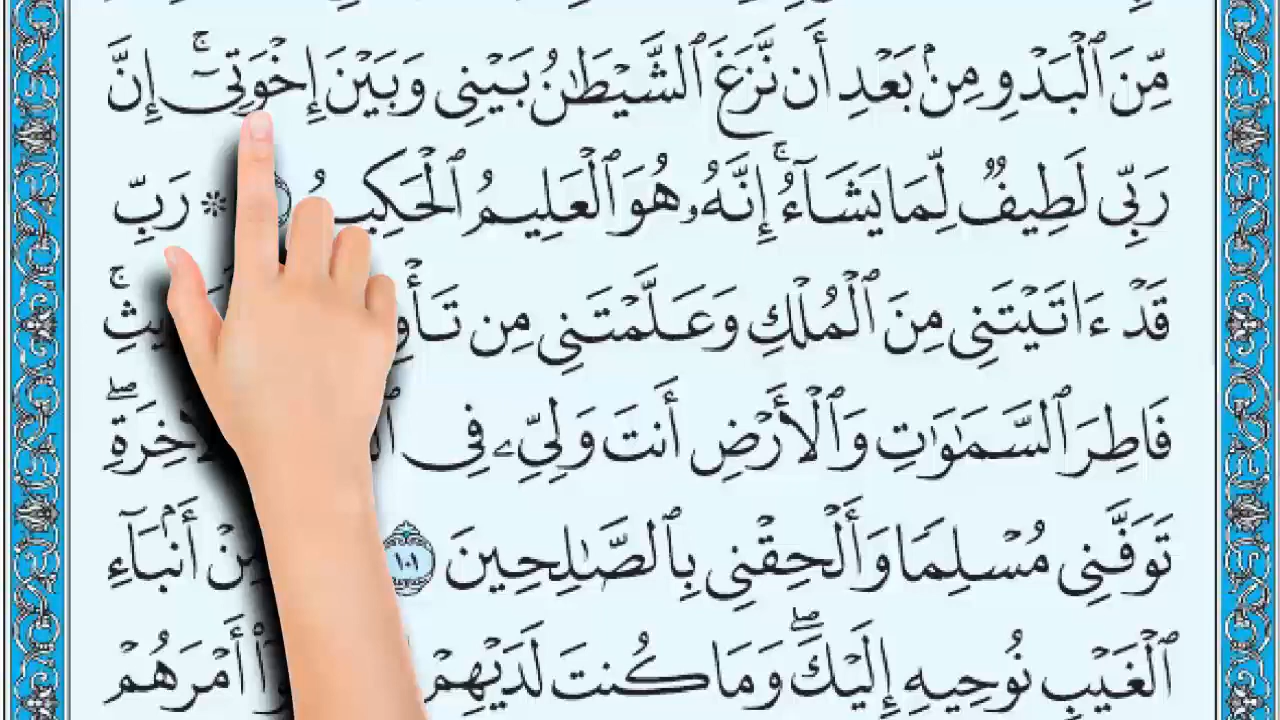 مِّنَ ٱلۡبَدۡوِ مِنۢ بَعۡدِ أَن نَّزَغَ ٱلشَّيۡطَٰنُ بَيۡنِي وَبَيۡنَ إِخۡوَتِيٓۚ إِنَّ
رَبِّي لَطِيفٞ لِّمَا يَشَآءُۚ إِنَّهُۥ هُوَ ٱلۡعَلِيمُ ٱلۡحَكِيمُ ۞ رَبِّ
قَدۡ ءَاتَيۡتَنِي مِنَ ٱلۡمُلۡكِ وَعَلَّمۡتَنِي مِن
فَاطِرَ ٱلسَّمَٰوَٰتِ وَٱلۡأَرۡضِ أَنتَ وَلِيِّۦ فِي
تَوَفَّنِي مُسۡلِمٗا وَأَلۡحِقۡنِي بِٱلصَّٰلِحِينَ ١٠١ مِنۡ أَنۢبَآءِ
ٱلۡغَيۡبِ نُوحِيهِ إِلَيۡكَۖ وَمَا كُنتَ لَدَيۡهِمۡ أَمۡرَهُمۡ